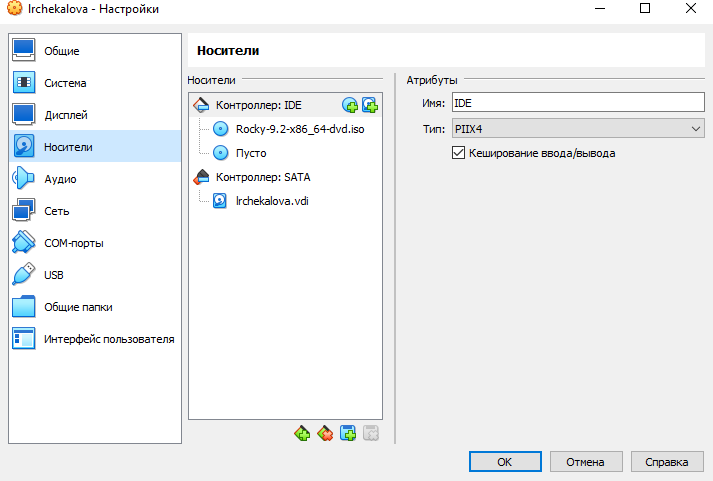 lrchekalova - Настройки
Общие
Система
Дисплей
Носители
Аудио
Сеть
COM-порты
USB
Общие папки
Интерфейс пользователя
Носители
Носители
Контроллер: IDE
Rocky-9.2-x86_64-dvd.iso
Пусто
Контроллер: SATA
lrchekalova.vdi
Атрибуты
Имя: IDE
Тип: PIIX4
Кеширование ввода/вывода
OK
Отмена
Справка